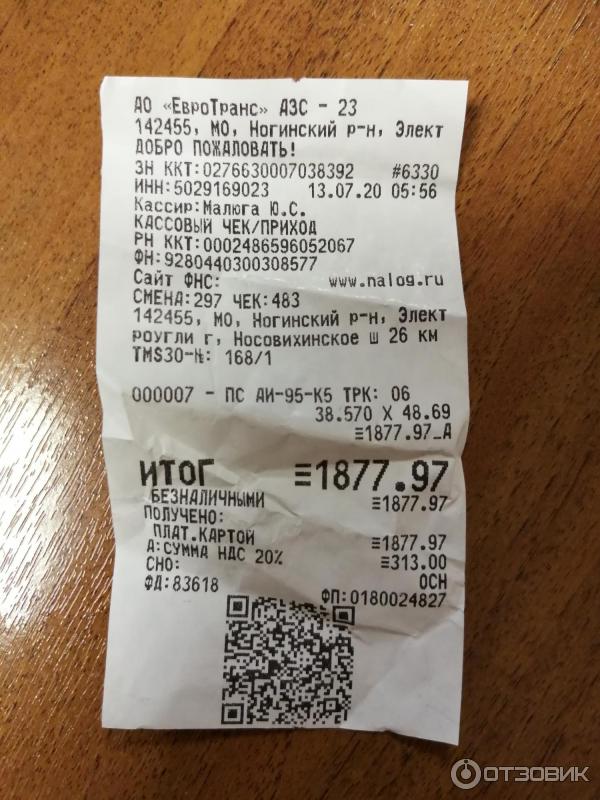 АО «ЕвроТранс» АЗС - 23
142455, МО, Ногинский р-н, Элект
ДОБРО ПОЖАЛОВАТЬ!
ЗН ККТ:0276630007038392 #6330
ИНН:5029169023 13.07.20 05:56
Кассир:Малюга Ю.С.
КАССОВЫЙ ЧЕК/ПРИХОД
РН ККТ:0002486596052067
ФН:9280440300308577
Сайт ФНС: www.nalog.ru
СМЕНА:297 ЧЕК:483
142455, МО, Ногинский р-н, Элект
роугли г, Носовихинское ш 26 км
TMS30-№: 168/1
000007 - ПС АИ-95-К5 ТРК: 06
38.570 X 48.69
≡1877.97_А
ИТОГ ≡1877.97
БЕЗНАЛИЧНЫМИ ≡1877.97
ПОЛУЧЕНО:
ПЛАТ.КАРТОЙ ≡1877.97
А:СУММА НДС 20% ≡313.00
СНО: ОСН
ФД:83618 ФП:0180024827
ОТЗОВИК